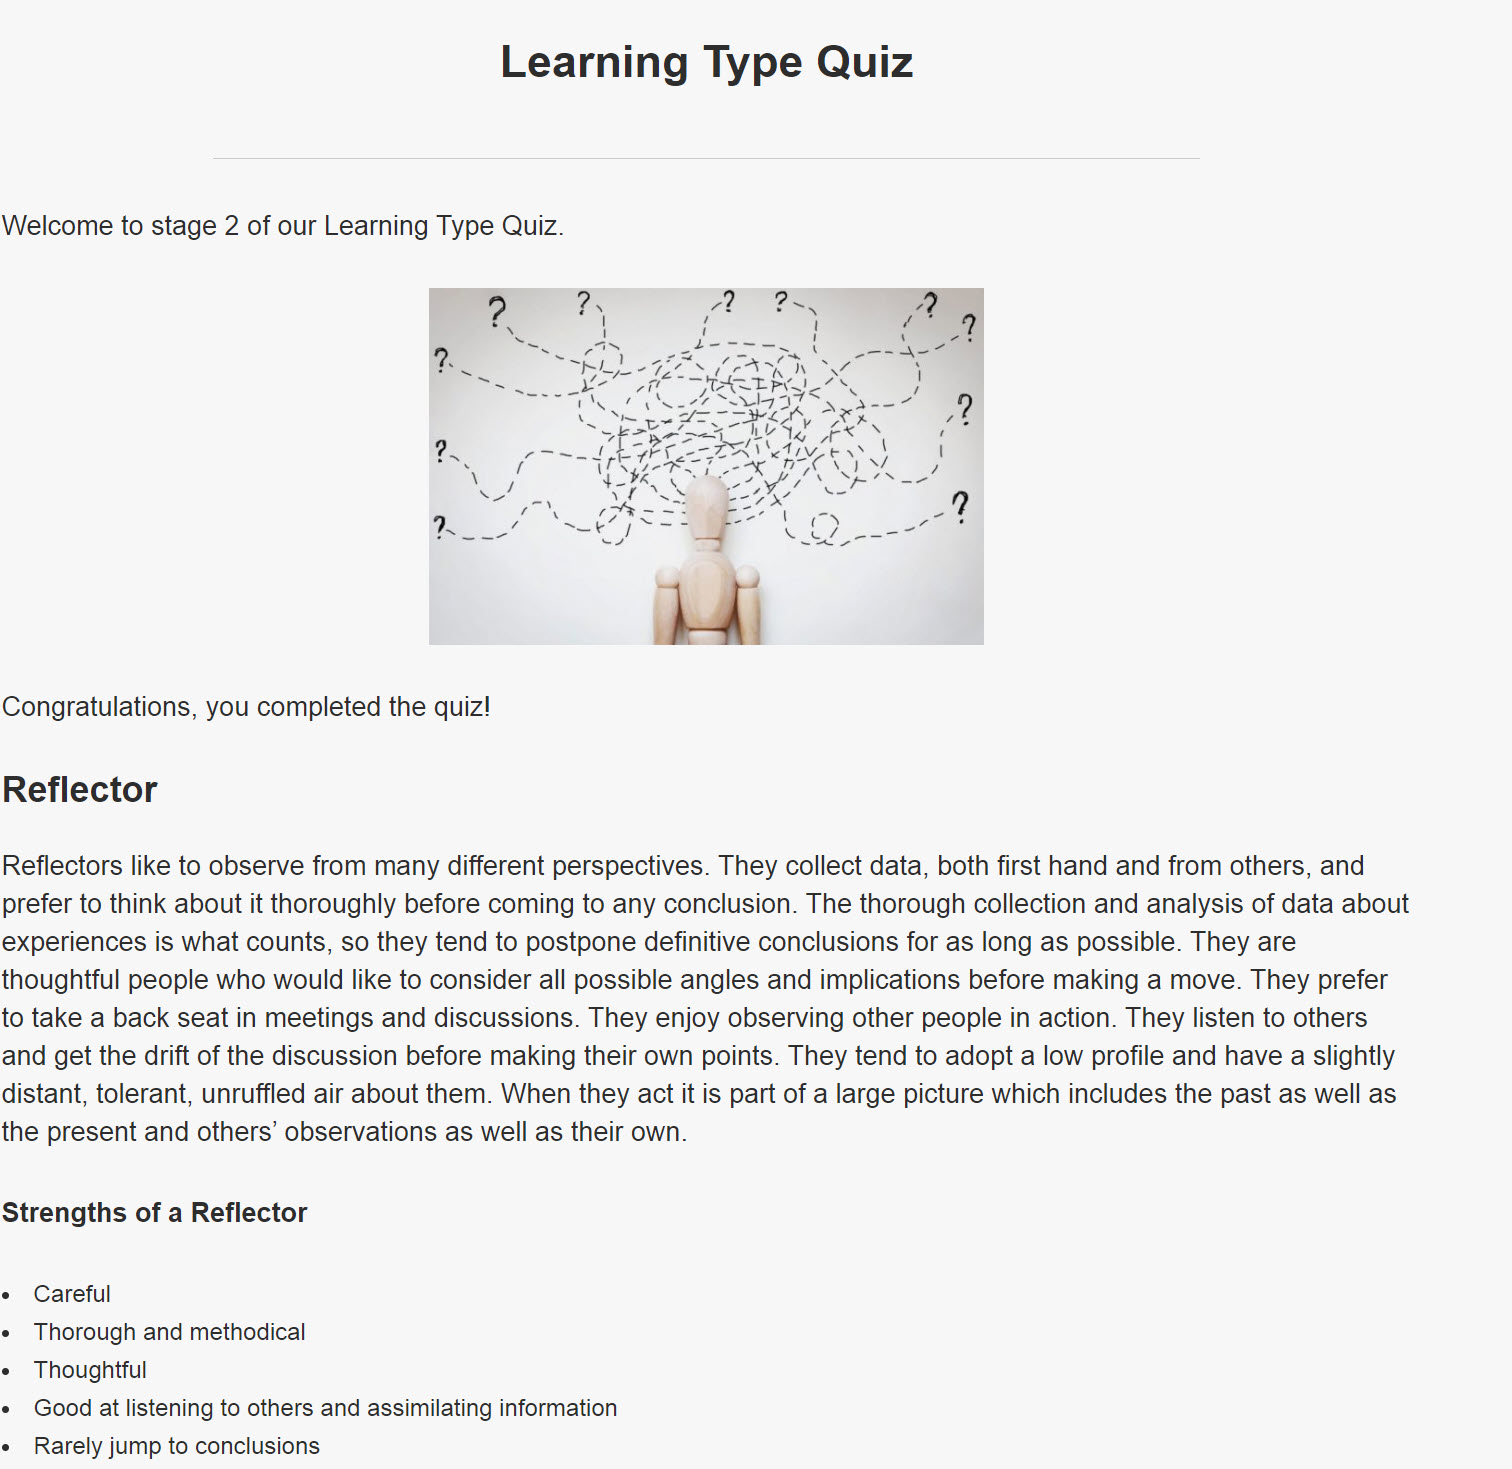 Learning Type Quiz
Welcome to stage 2 of our Learning Type Quiz.
? ? ? ? ? ?
?
?
?
?
?
Congratulations, you completed the quiz!
Reflector
Reflectors like to observe from many different perspectives. They collect data, both first hand and from others, and
prefer to think about it thoroughly before coming to any conclusion. The thorough collection and analysis of data about
experiences is what counts, so they tend to postpone definitive conclusions for as long as possible. They are
thoughtful people who would like to consider all possible angles and implications before making a move. They prefer
to take a back seat in meetings and discussions. They enjoy observing other people in action. They listen to others
and get the drift of the discussion before making their own points. They tend to adopt a low profile and have a slightly
distant, tolerant, unruffled air about them. When they act it is part of a large picture which includes the past as well as
the present and others’ observations as well as their own.
Strengths of a Reflector
• Careful
• Thorough and methodical
• Thoughtful
• Good at listening to others and assimilating information
• Rarely jump to conclusions